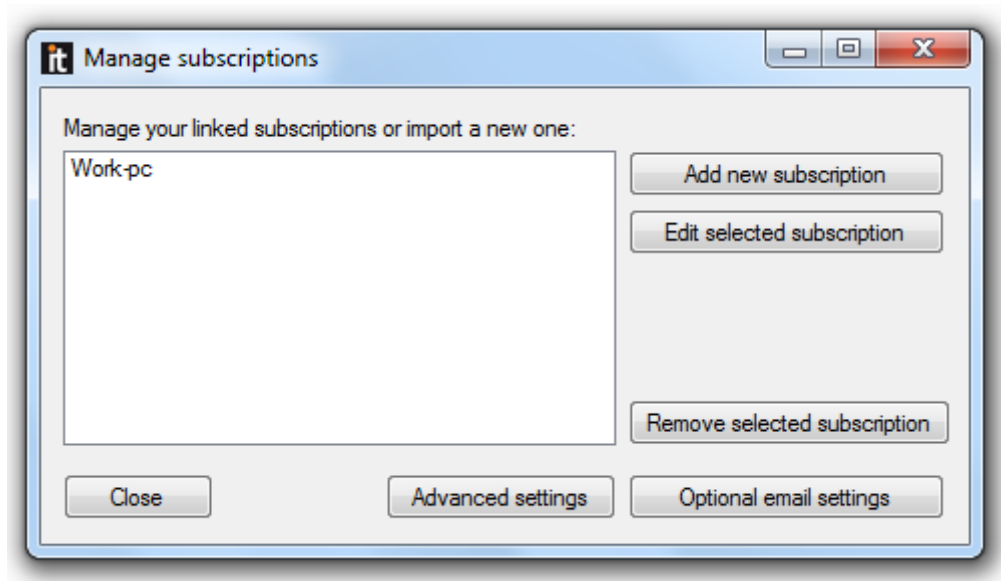 it Manage subscriptions
Manage your linked subscriptions or import a new one:
Work-pc
Add new subscription
Edit selected subscription
Remove selected subscription
Close
Advanced settings
Optional email settings